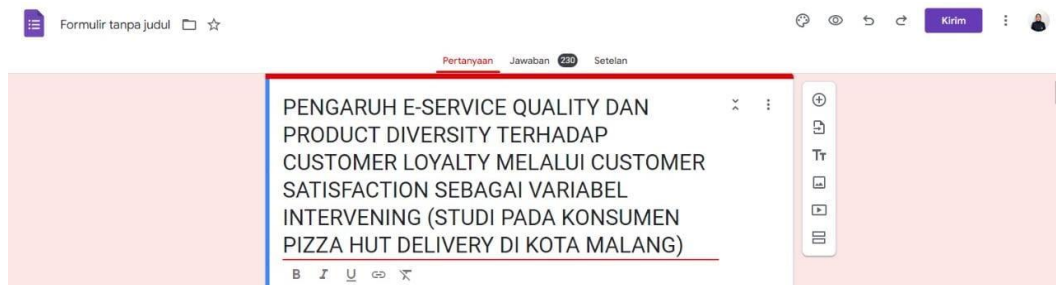 Formulir tanpa judul
Kirim
Pertanyaan Jawaban 230 Setelan
PENGARUH E-SERVICE QUALITY DAN
PRODUCT DIVERSITY TERHADAP
CUSTOMER LOYALTY MELALUI CUSTOMER
SATISFACTION SEBAGAI VARIABEL
INTERVENING (STUDI PADA KONSUMEN
PIZZA HUT DELIVERY DI KOTA MALANG)
B I U
Tт